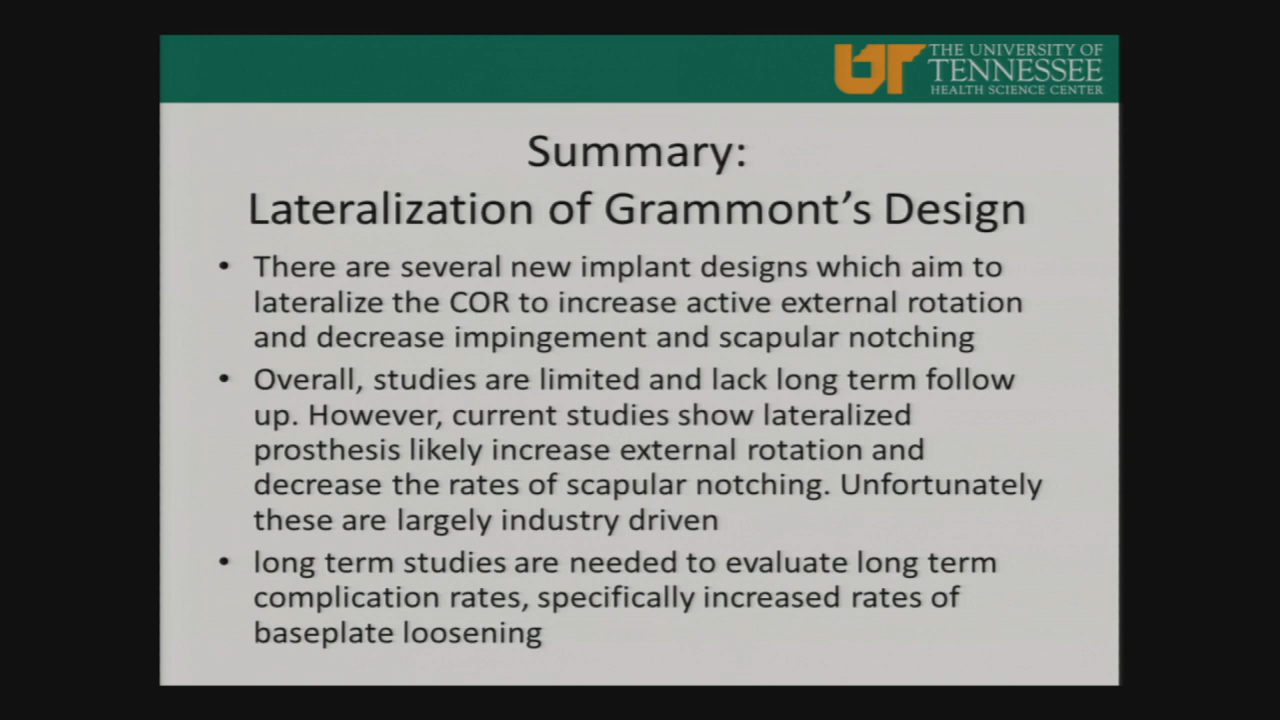 UT THE UNIVERSITY OF
TENNESSEE
HEALTH SCIENCE CENTER
Summary:
Lateralization of Grammont’s Design
• There are several new implant designs which aim to
lateralize the COR to increase active external rotation
and decrease impingement and scapular notching
• Overall, studies are limited and lack long term follow
up. However, current studies show lateralized
prosthesis likely increase external rotation and
decrease the rates of scapular notching. Unfortunately
these are largely industry driven
• long term studies are needed to evaluate long term
complication rates, specifically increased rates of
baseplate loosening